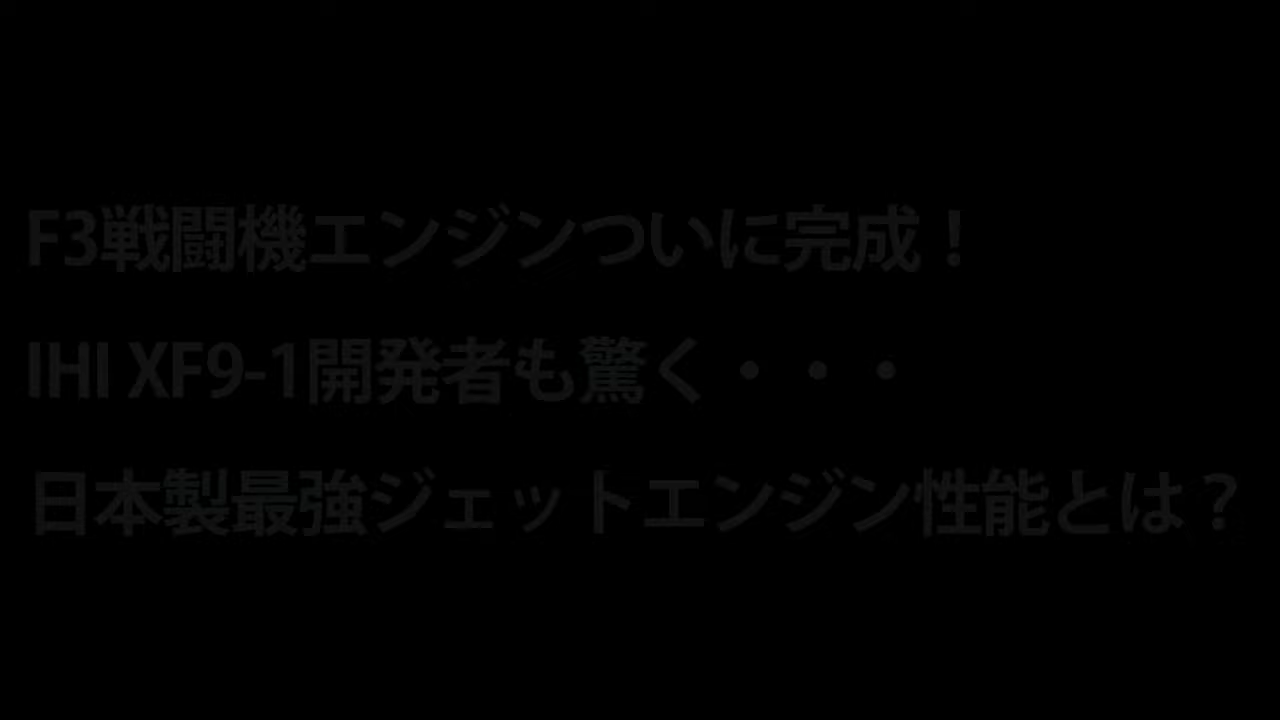 F3戦闘機エンジンついに完成！
IHI XF9-1開発者も驚く・・・
日本製最強ジェットエンジン性能とは？